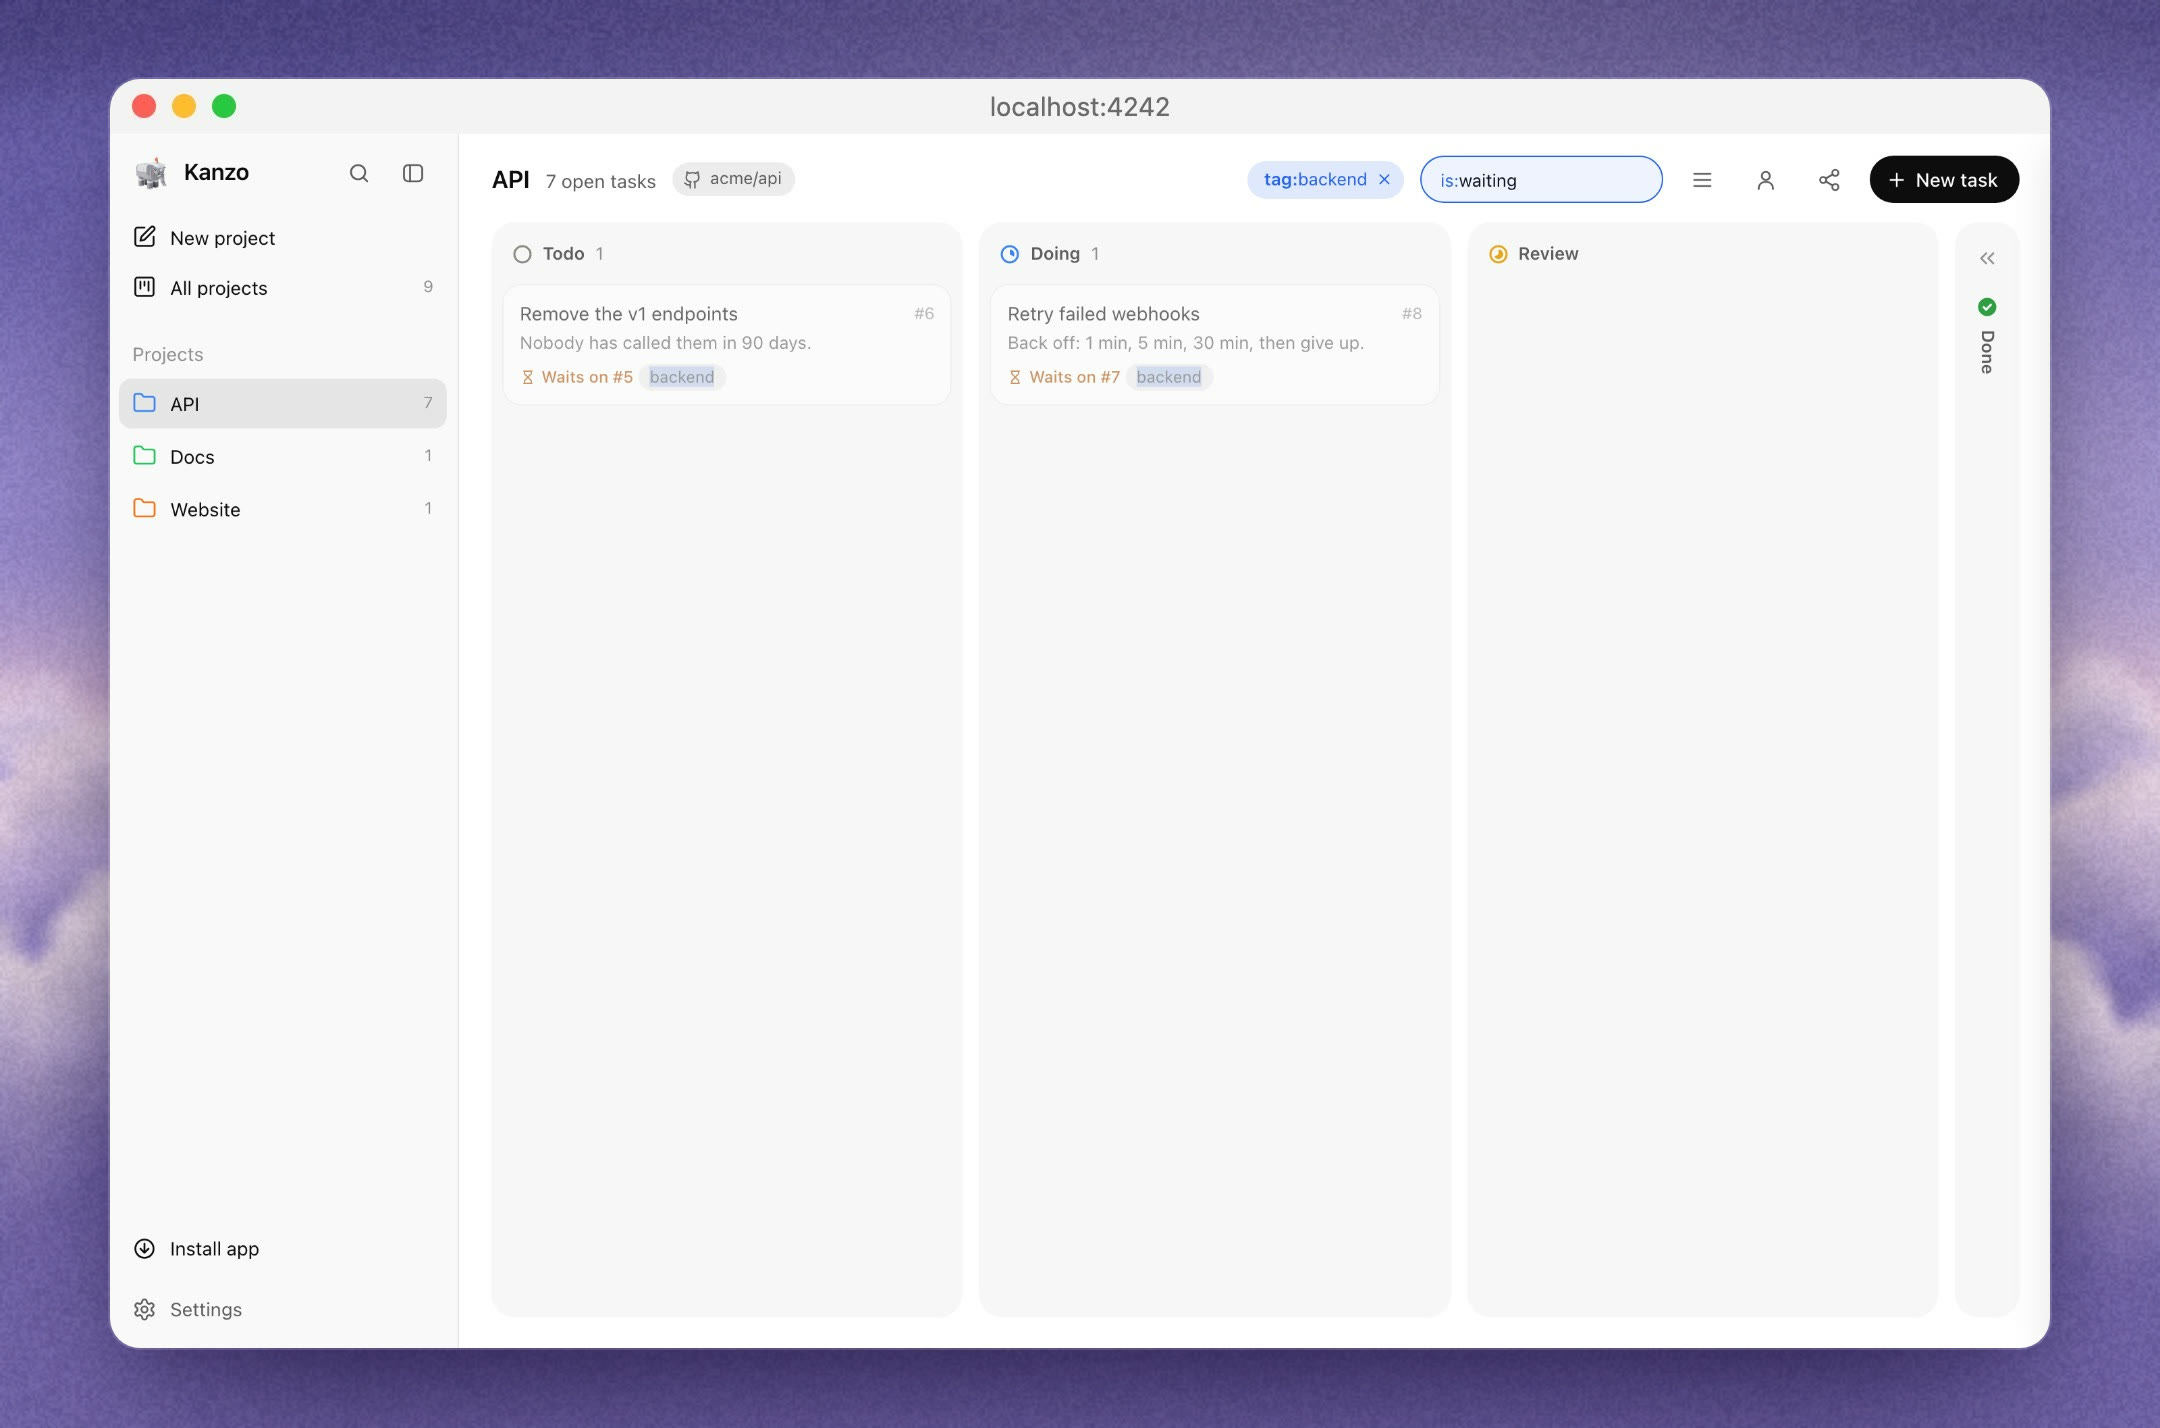 localhost:4242
Kanzo
New project
All projects 9
Projects
API 7
Docs 1
Website 1
Install app
Settings
API 7 open tasks acme/api
tag:backend is:waiting
New task
Todo 1
Remove the v1 endpoints #6
Nobody has called them in 90 days.
Waits on #5 backend
Doing 1
Retry failed webhooks #8
Back off: 1 min, 5 min, 30 min, then give up.
Waits on #7 backend
Review
Done